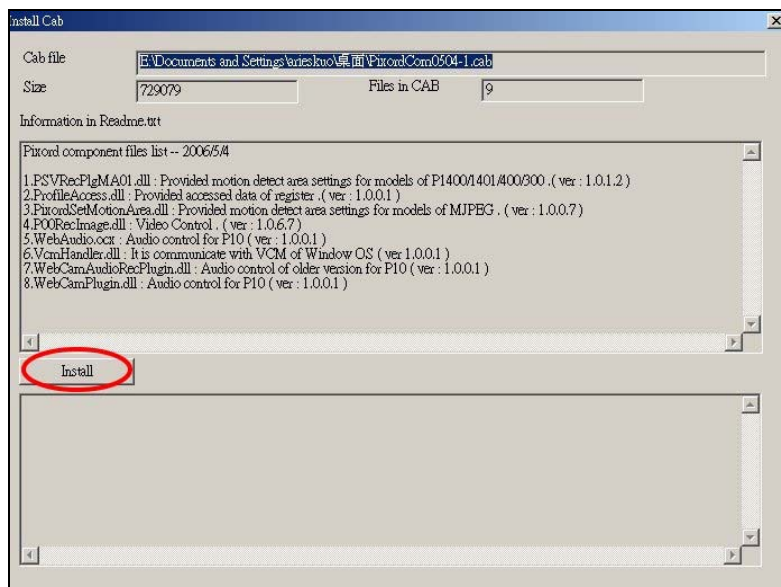 Install Cab
Cab file
E:\Documents and Settings\arieskuo\桌面\PixordCom0504-1.cab
Size
729079
Files in CAB
9
Information in Readme.txt
Pixord component files list -- 2006/5/4
1.PSVRecPlgMA01.dll : Provided motion detect area settings for models of P1400/1401/400/300 .( ver : 1.0.1.2 )
2.ProfileAccess.dll : Provided accessed data of register .( ver : 1.0.0.1 )
3.PixordSetMotionArea.dll : Provided motion detect area settings for models of MJPEG . ( ver : 1.0.0.7 )
4.P00RecImage.dll : Video Control . ( ver : 1.0.6.7 )
5.WebAudio.ocx : Audio control for P10 ( ver : 1.0.0.1 )
6.VcmHandler.dll : It is communicate with VCM of Window OS ( ver 1.0.0.1 )
7.WebCamAudioRecPlugin.dll : Audio control of older version for P10 ( ver : 1.0.0.1 )
8.WebCamPlugin.dll : Audio control for P10 ( ver : 1.0.0.1 )
Install